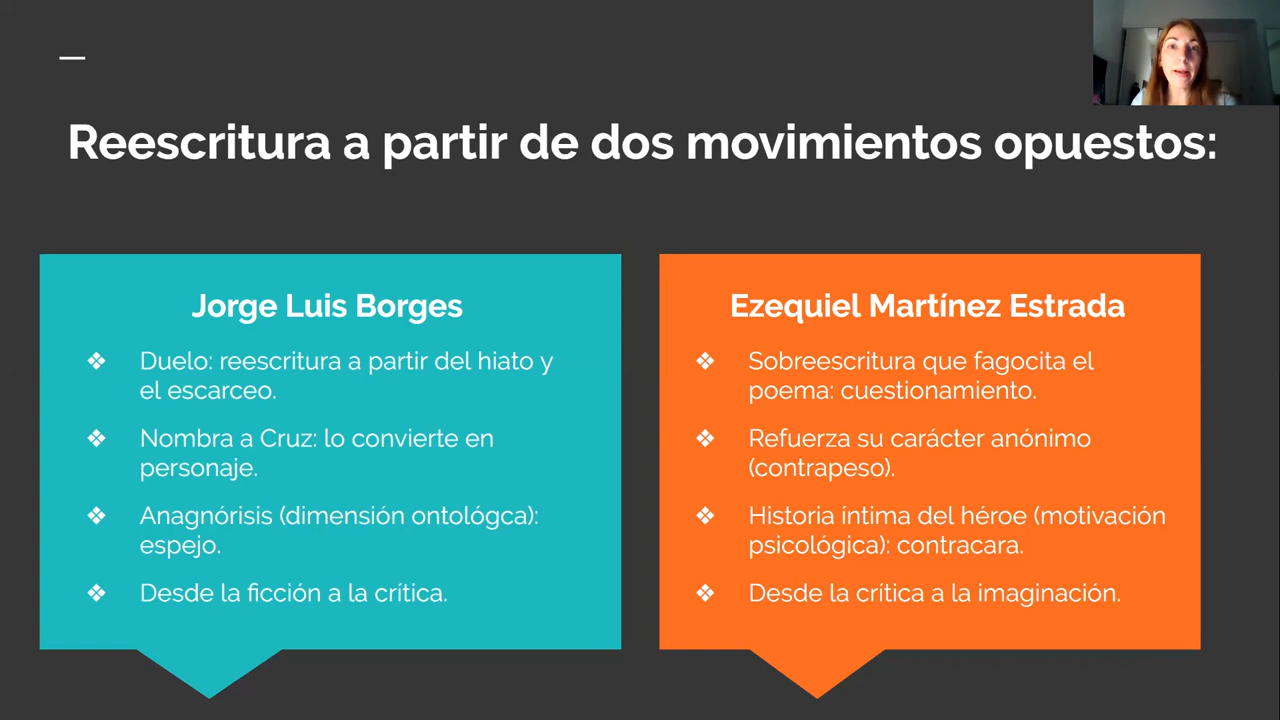 Reescritura a partir de dos movimientos opuestos:
Jorge Luis Borges
❖ Duelo: reescritura a partir del hiato y
el escarceo.
❖ Nombra a Cruz: lo convierte en
personaje.
❖ Anagnórisis (dimensión ontológca):
espejo.
❖ Desde la ficción a la crítica.
Ezequiel Martínez Estrada
❖ Sobreescritura que fagocita el
poema: cuestionamiento.
❖ Refuerza su carácter anónimo
(contrapeso).
❖ Historia íntima del héroe (motivación
psicológica): contracara.
❖ Desde la crítica a la imaginación.